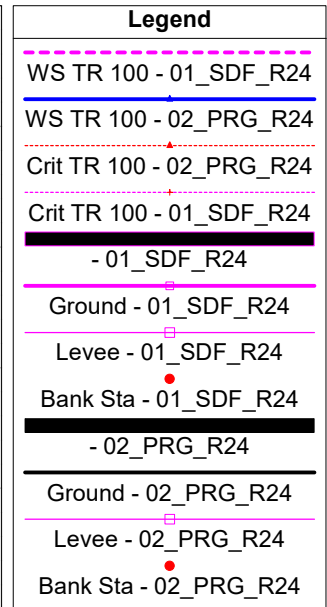 Legend
WS TR 100 - 01_SDF_R24
WS TR 100 - 02_PRG_R24
Crit TR 100 - 02_PRG_R24
Crit TR 100 - 01_SDF_R24
- 01_SDF_R24
Ground - 01_SDF_R24
Levee - 01_SDF_R24
Bank Sta - 01_SDF_R24
- 02_PRG_R24
Ground - 02_PRG_R24
Levee - 02_PRG_R24
Bank Sta - 02_PRG_R24